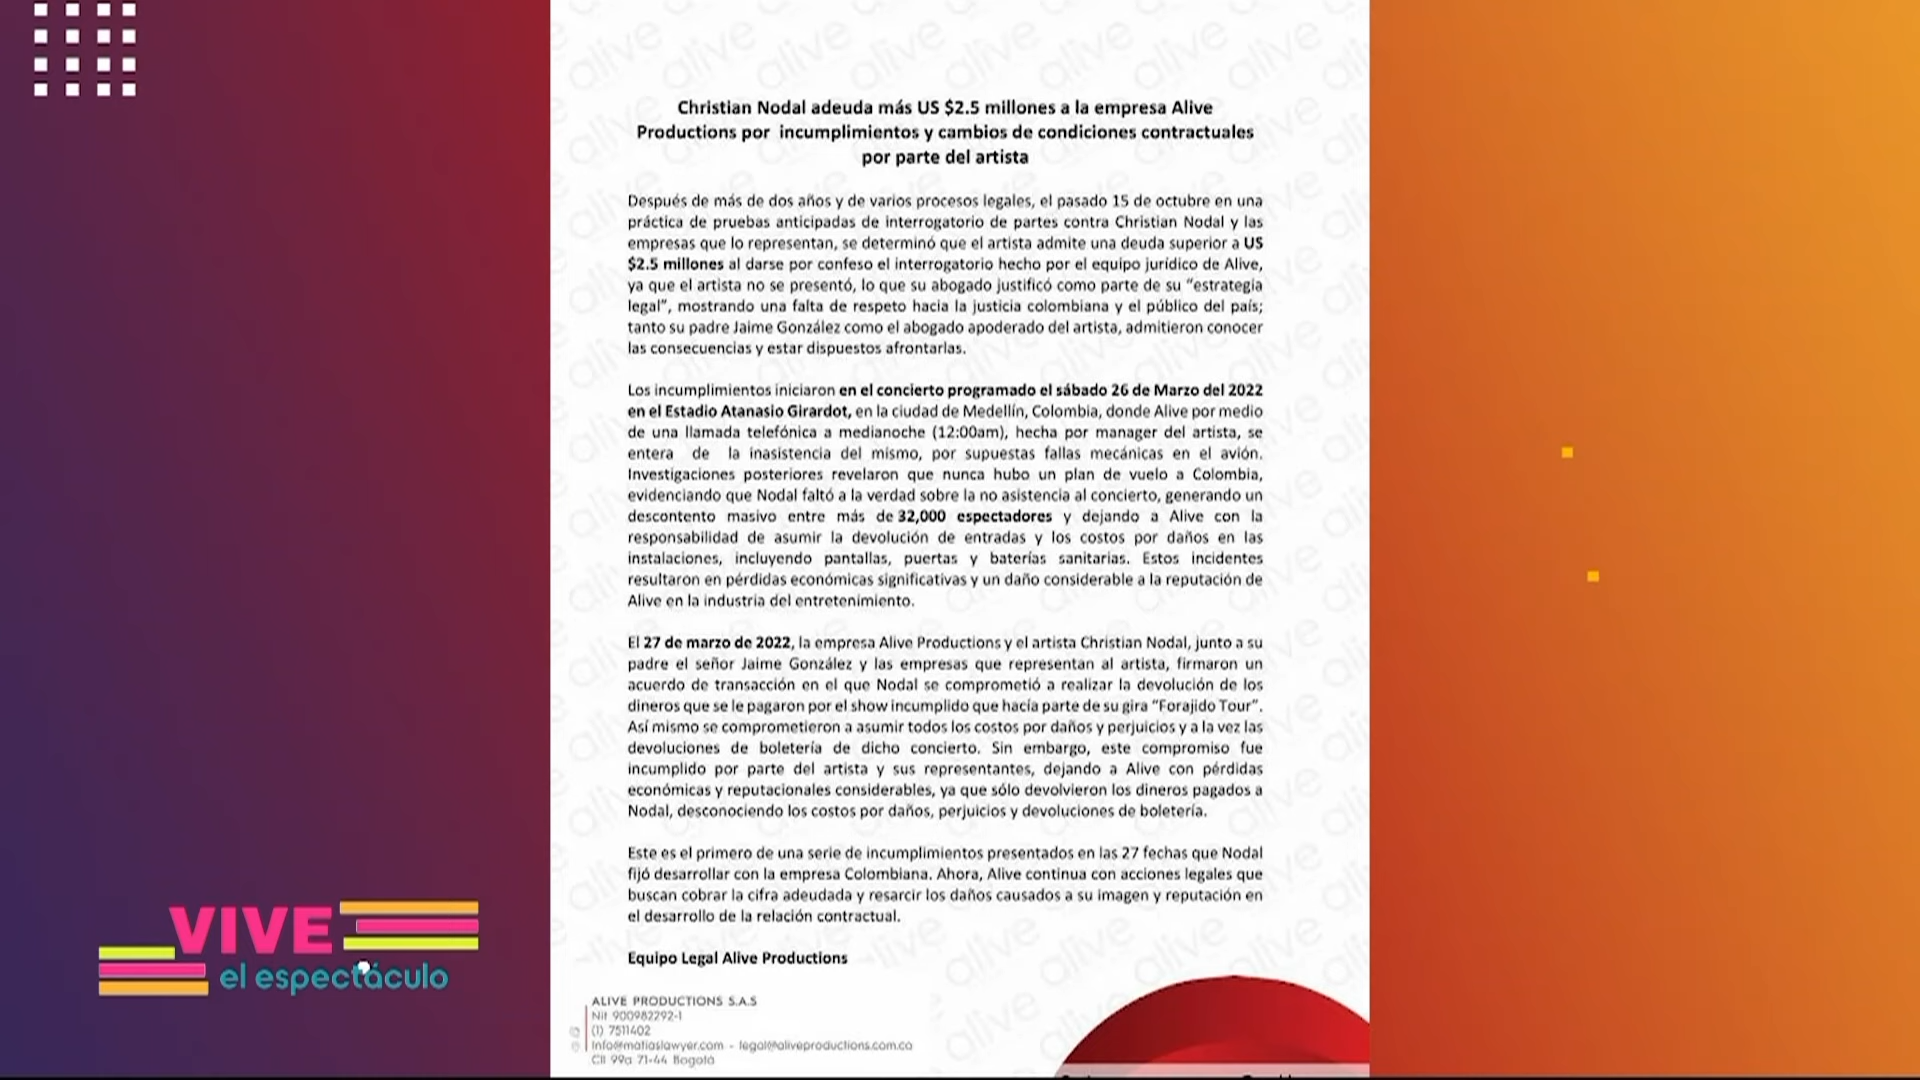 Christian Nodal adeuda más US $2.5 millones a la empresa Alive
Productions por incumplimientos y cambios de condiciones contractuales
por parte del artista
Después de más de dos años y de varios procesos legales, el pasado 15 de octubre en una
práctica de pruebas anticipadas de interrogatorio de partes contra Christian Nodal y las
empresas que lo representan, se determinó que el artista admite una deuda superior a US
$2.5 millones al darse por confeso el interrogatorio hecho por el equipo jurídico de Alive,
ya que el artista no se presentó, lo que su abogado justificó como parte de su "estrategia
legal", mostrando una falta de respeto hacia la justicia colombiana y el público del país;
tanto su padre Jaime González como el abogado apoderado del artista, admitieron conocer
las consecuencias y estar dispuestos afrontarlas.
Los incumplimientos iniciaron en el concierto programado el sábado 26 de Marzo del 2022
en el Estadio Atanasio Girardot, en la ciudad de Medellín, Colombia, donde Alive por medio
de una llamada telefónica a medianoche (12:00am), hecha por manager del artista, se
entera de la inasistencia del mismo, por supuestas fallas mecánicas en el avión.
Investigaciones posteriores revelaron que nunca hubo un plan de vuelo a Colombia,
evidenciando que Nodal faltó a la verdad sobre la no asistencia al concierto, generando un
descontento masivo entre más de 32,000 espectadores y dejando a Alive con la
responsabilidad de asumir la devolución de entradas y los costos por daños en las
instalaciones, incluyendo pantallas, puertas y baterías sanitarias. Estos incidentes
resultaron en pérdidas económicas significativas y un daño considerable a la reputación de
Alive en la industria del entretenimiento.
El 27 de marzo de 2022, la empresa Alive Productions y el artista Christian Nodal, junto a su
padre el señor Jaime González y las empresas que representan al artista, firmaron un
acuerdo de transacción en el que Nodal se comprometió a realizar la devolución de los
dineros que se le pagaron por el show incumplido que hacía parte de su gira "Forajido Tour".
Así mismo se comprometieron a asumir todos los costos por daños y perjuicios y a la vez las
devoluciones de boletería de dicho concierto. Sin embargo, este compromiso fue
incumplido por parte del artista y sus representantes, dejando a Alive con pérdidas
económicas y reputacionales considerables, ya que sólo devolvieron los dineros pagados a
Nodal, desconociendo los costos por daños, perjuicios y devoluciones de boletería.
Este es el primero de una serie de incumplimientos presentados en las 27 fechas que Nodal
fijó desarrollar con la empresa Colombiana. Ahora, Alive continua con acciones legales que
buscan cobrar la cifra adeudada y resarcir los daños causados a su imagen y reputación en
el desarrollo de la relación contractual.
Equipo Legal Alive Productions
ALIVE PRODUCTIONS S.A.S
Nit 900982292-1
(1) 7511402
Info@matiaslawyer.com - legal@aliveproductions.com.co
Cll 99a 71-44 Bogotá
VIVE
el espectáculo